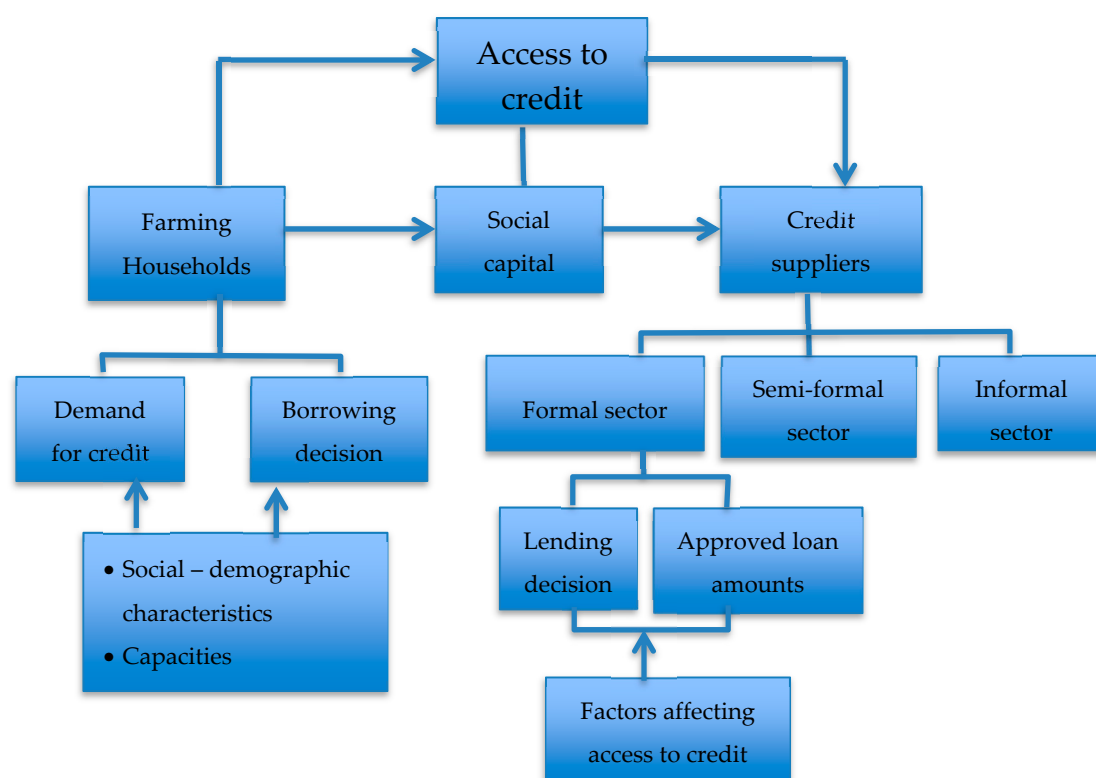 Access to
credit
Farming
Households
Social
capital
Credit
suppliers
Demand
for credit
Borrowing
decision
Formal sector
Semi-formal
sector
Informal
sector
• Social – demographic
characteristics
• Capacities
Lending
decision
Approved loan
amounts
Factors affecting
access to credit